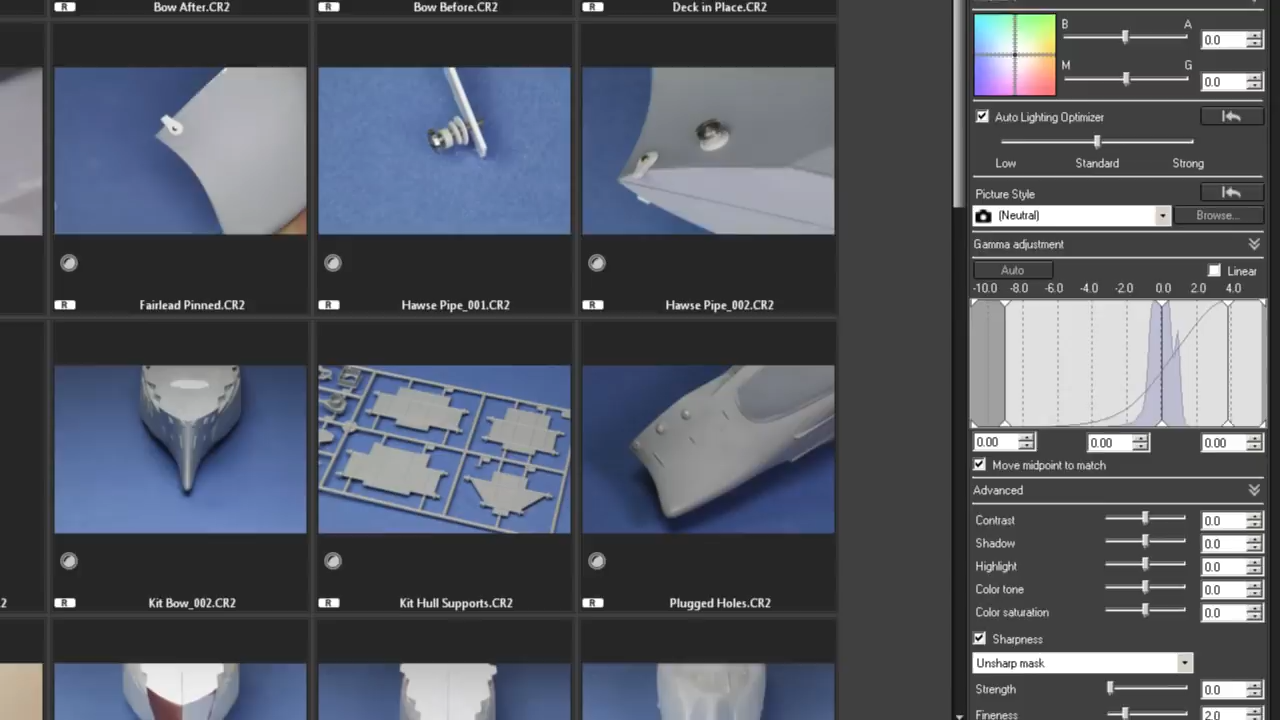 R Bow After.CR2 R Bow Before.CR2 R Deck in Place.CR2
R Fairlead Pinned.CR2 R Hawse Pipe_001.CR2 R Hawse Pipe_002.CR2
2 R Kit Bow_002.CR2 R Kit Hull Supports.CR2 R Plugged Holes.CR2
B A 0.0
M G 0.0
Auto Lighting Optimizer
Low Standard Strong
Picture Style
(Neutral) Browse...
Gamma adjustment
Auto Linear
-10.0 -8.0 -6.0 -4.0 -2.0 0.0 2.0 4.0
0.00 0.00 0.00
Move midpoint to match
Advanced
Contrast 0.0
Shadow 0.0
Highlight 0.0
Color tone 0.0
Color saturation 0.0
Sharpness
Unsharp mask
Strength 0.0
Fineness 2.0